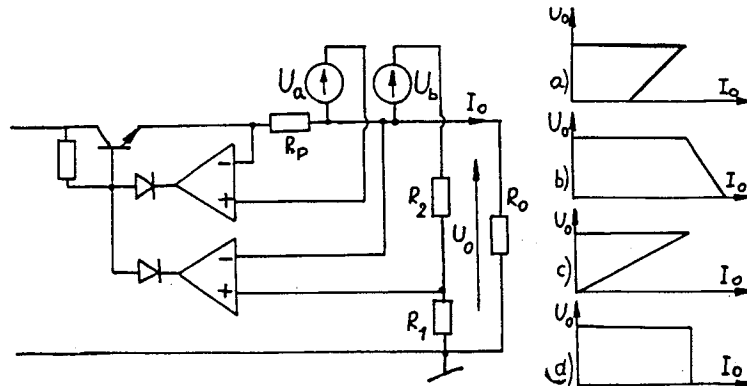 Ua
Ub
Io
Rp
-
+
R2
Uo
Ro
-
+
R1
Uo
a)
Io
Uo
b)
Io
Uo
c)
Io
Uo
d)
Io